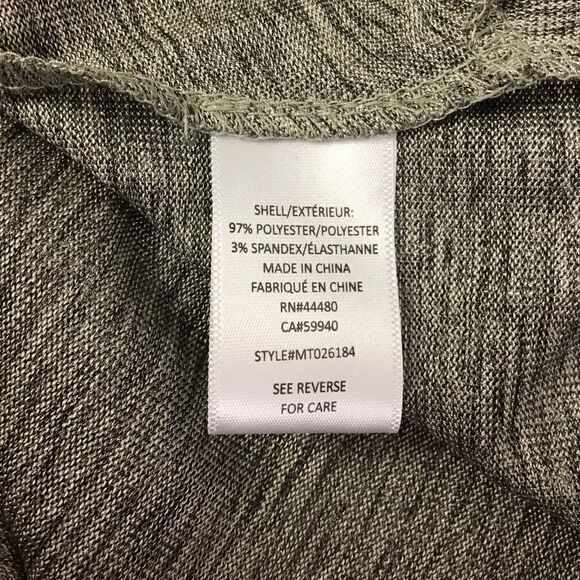 SHELL/EXTÉRIEUR:
97% POLYESTER/POLYESTER
3% SPANDEX/ÉLASTHANNE
MADE IN CHINA
FABRIQUÉ EN CHINE
RN#44480
CA#59940
STYLE#MT026184
SEE REVERSE
FOR CARE